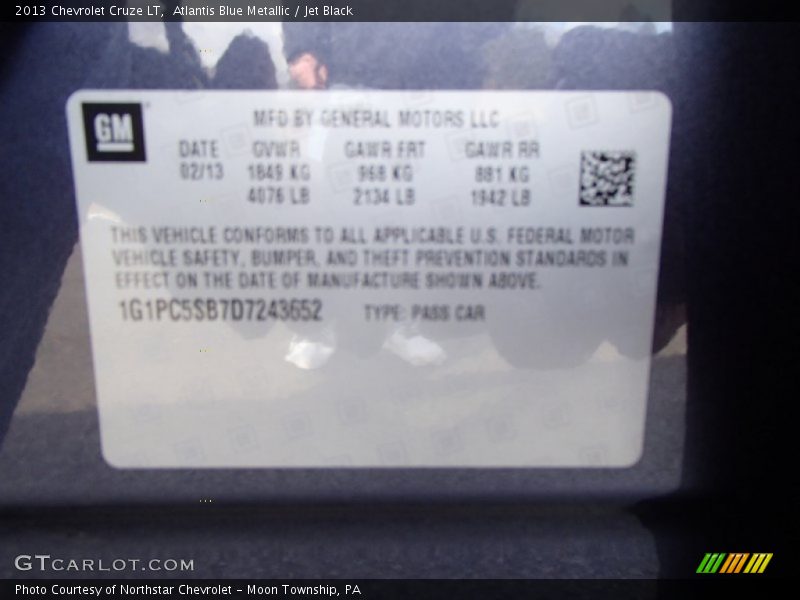 2013 Chevrolet Cruze LT,  Atlantis Blue Metallic / Jet Black
GM
MFD BY GENERAL MOTORS LLC
DATE GVWR GAWR FRT GAWR RR
02/13 1849 KG 968 KG 881 KG
4076 LB 2134 LB 1942 LB
THIS VEHICLE CONFORMS TO ALL APPLICABLE U.S. FEDERAL MOTOR
VEHICLE SAFETY, BUMPER, AND THEFT PREVENTION STANDARDS IN
EFFECT ON THE DATE OF MANUFACTURE SHOWN ABOVE.
1G1PC5SB7D7243652 TYPE: PASS CAR
GTCARLOT.COM
Photo Courtesy of Northstar Chevrolet - Moon Township, PA